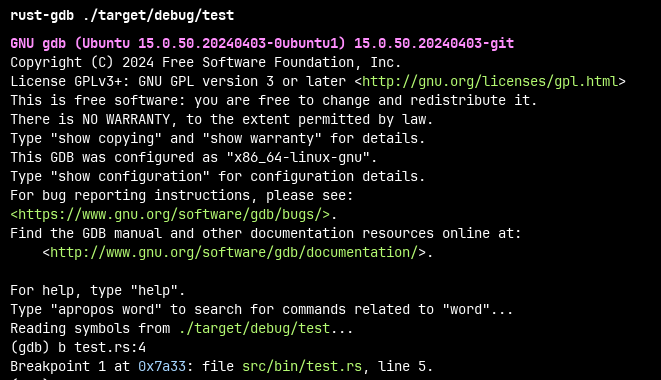 rust-gdb ./target/debug/test
GNU gdb (Ubuntu 15.0.50.20240403-0ubuntu1) 15.0.50.20240403-git
Copyright (C) 2024 Free Software Foundation, Inc.
License GPLv3+: GNU GPL version 3 or later <http://gnu.org/licenses/gpl.html>
This is free software: you are free to change and redistribute it.
There is NO WARRANTY, to the extent permitted by law.
Type "show copying" and "show warranty" for details.
This GDB was configured as "x86_64-linux-gnu".
Type "show configuration" for configuration details.
For bug reporting instructions, please see:
<https://www.gnu.org/software/gdb/bugs/>.
Find the GDB manual and other documentation resources online at:
    <http://www.gnu.org/software/gdb/documentation/>.

For help, type "help".
Type "apropos word" to search for commands related to "word"...
Reading symbols from ./target/debug/test...
(gdb) b test.rs:4
Breakpoint 1 at 0x7a33: file src/bin/test.rs, line 5.